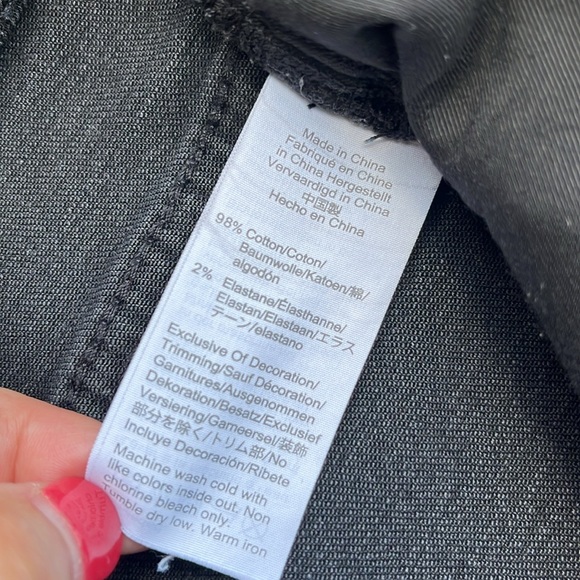 Made in China
Fabriqué en Chine
in China Hergestellt
Vervaardigd in China
中国製
Hecho en China
98% Cotton/Coton/
Baumwolle/Katoen/綿/
algodón
2% Elastane/Élasthanne/
Elastan/Elastaan/エラス
テーン/elastano
Exclusive Of Decoration/
Trimming/Sauf Décoration/
Garnitures/Ausgenommen
Dekoration/Besatz/Exclusief
Versiering/Garneersel/装飾
部分を除く/トリム部/No
Incluye Decoración/Ribete
Machine wash cold with
like colors inside out. Non
chlorine bleach only.
Tumble dry low. Warm iron